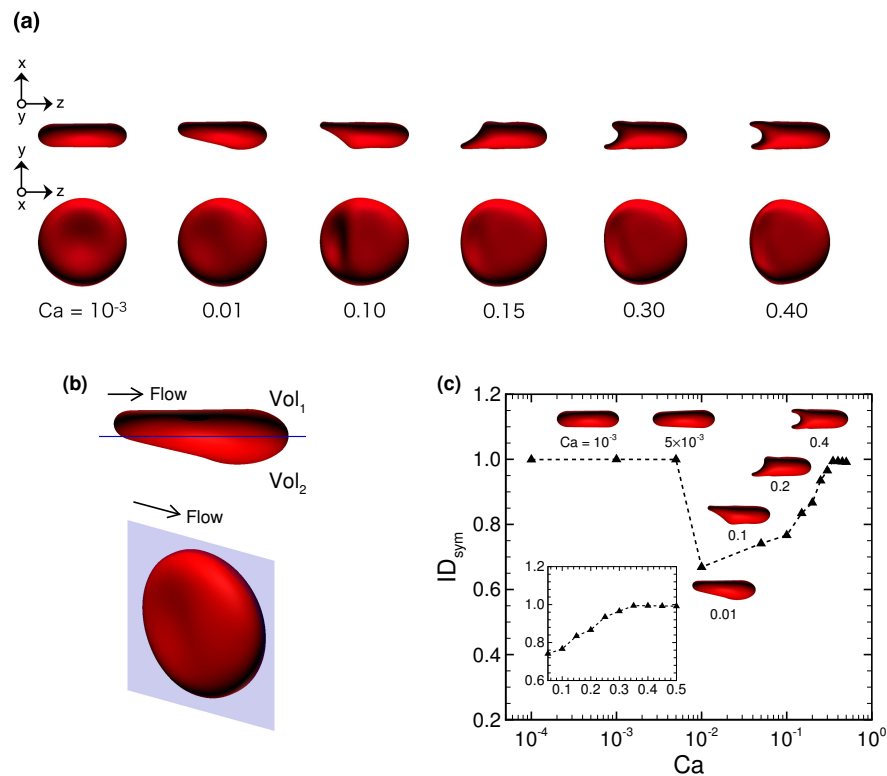 (a)
x
z
y
y
z
x
Ca = 10⁻³ 0.01 0.10 0.15 0.30 0.40
(b)
Flow
Vol₁
Vol₂
Flow
(c)
1.2
1.0
0.8
0.6
0.4
0.2
ID_sym
Ca = 10⁻³
5×10⁻³
0.4
0.2
0.1
0.01
1.2
1.0
0.8
0.6
0.1 0.2 0.3 0.4 0.5
10⁻⁴ 10⁻³ 10⁻² 10⁻¹ 10⁰
Ca